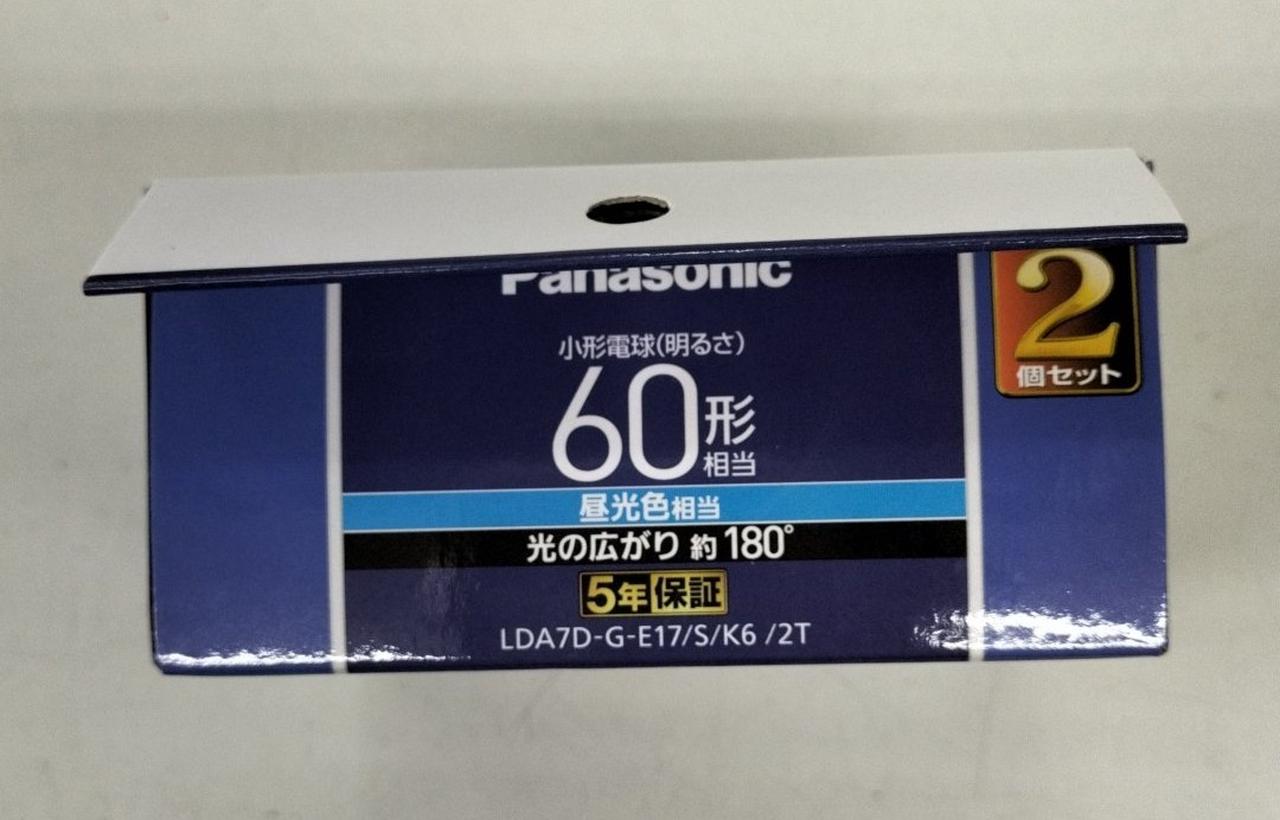 Panasonic
小形電球(明るさ)
60形
相当
昼光色相当
光の広がり 約180°
5年保証
LDA7D-G-E17/S/K6 /2T
2
個セット